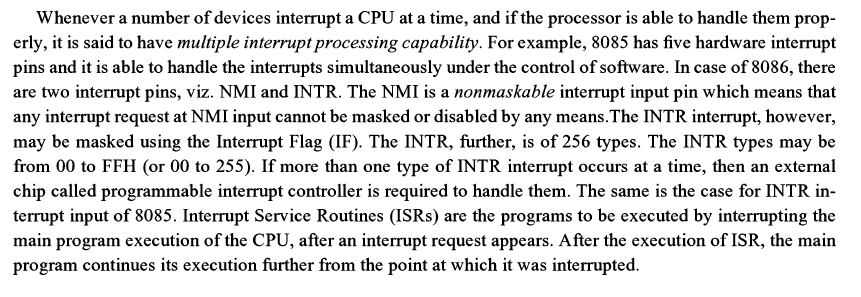 Whenever a number of devices interrupt a CPU at a time, and if the processor is able to handle them prop-
erly, it is said to have multiple interrupt processing capability. For example, 8085 has five hardware interrupt
pins and it is able to handle the interrupts simultaneously under the control of software. In case of 8086, there
are two interrupt pins, viz. NMI and INTR. The NMI is a nonmaskable interrupt input pin which means that
any interrupt request at NMI input cannot be masked or disabled by any means.The INTR interrupt, however,
may be masked using the Interrupt Flag (IF). The INTR, further, is of 256 types. The INTR types may be
from 00 to FFH (or 00 to 255). If more than one type of INTR interrupt occurs at a time, then an external
chip called programmable interrupt controller is required to handle them. The same is the case for INTR in-
terrupt input of 8085. Interrupt Service Routines (ISRs) are the programs to be executed by interrupting the
main program execution of the CPU, after an interrupt request appears. After the execution of ISR, the main
program continues its execution further from the point at which it was interrupted.